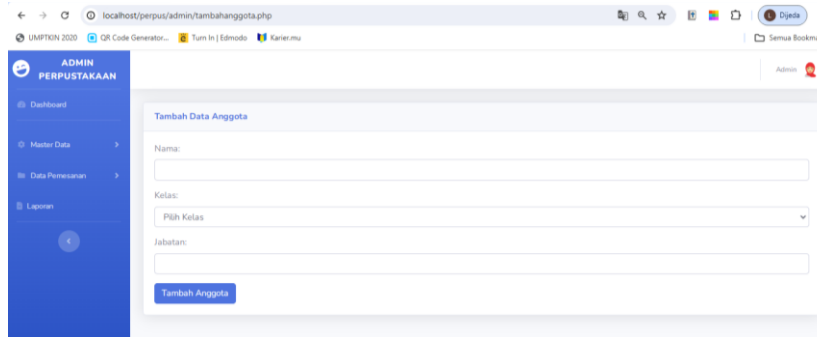 localhost/perpus/admin/tambahanggota.php
Dijeda
UMPTKIN 2020 QR Code Generator... Turn In | Edmodo Karier.mu
Semua Bookma
ADMIN
PERPUSTAKAAN
Admin
Dashboard
Tambah Data Anggota
Master Data
Nama:
Data Pemesanan
Kelas:
Laporan
Pilih Kelas
Jabatan:
Tambah Anggota